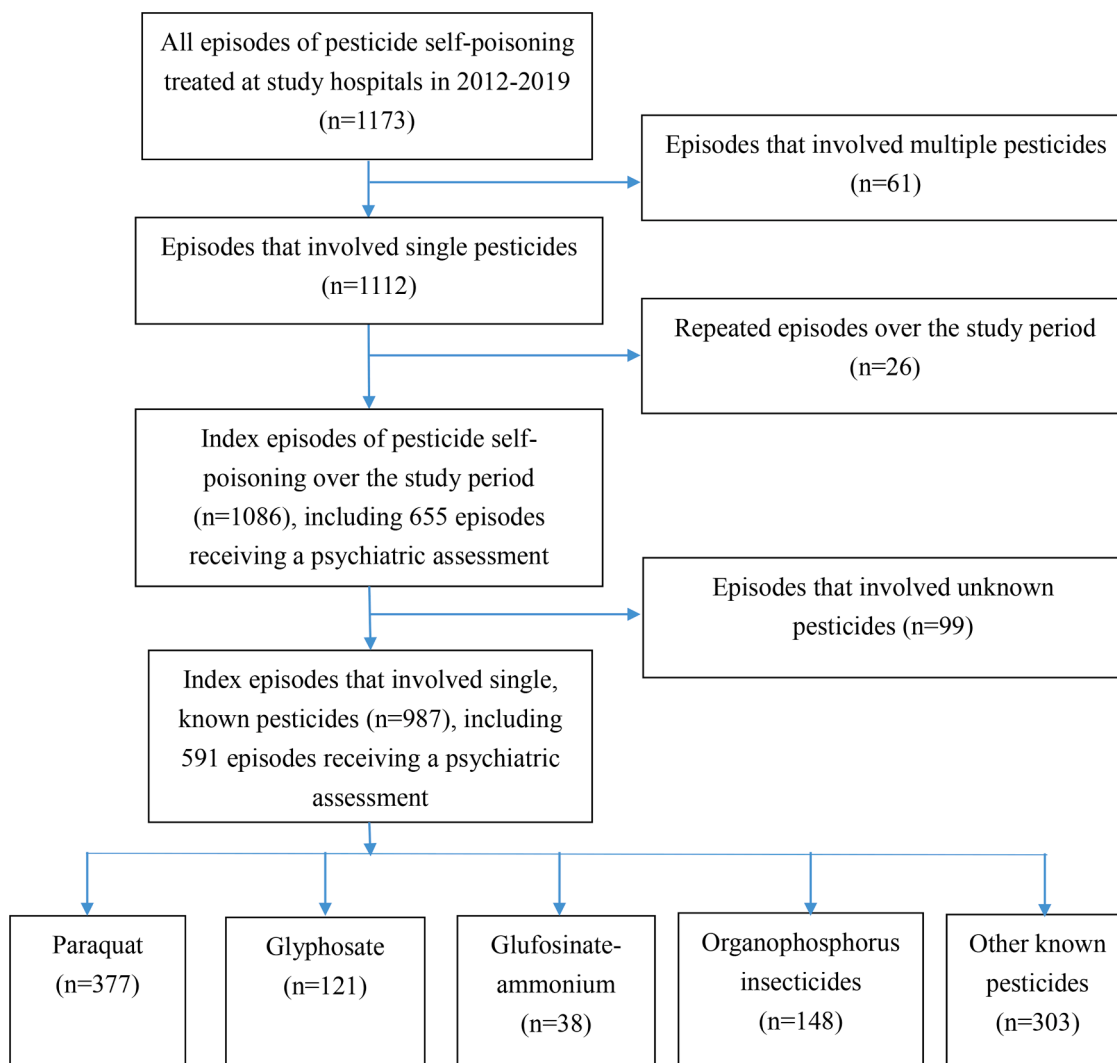 All episodes of pesticide self-poisoning
treated at study hospitals in 2012-2019
(n=1173)
Episodes that involved multiple pesticides
(n=61)
Episodes that involved single pesticides
(n=1112)
Repeated episodes over the study period
(n=26)
Index episodes of pesticide self-
poisoning over the study period
(n=1086), including 655 episodes
receiving a psychiatric assessment
Episodes that involved unknown
pesticides (n=99)
Index episodes that involved single,
known pesticides (n=987), including
591 episodes receiving a psychiatric
assessment
Paraquat
(n=377)
Glyphosate
(n=121)
Glufosinate-
ammonium
(n=38)
Organophosphorus
insecticides
(n=148)
Other known
pesticides
(n=303)